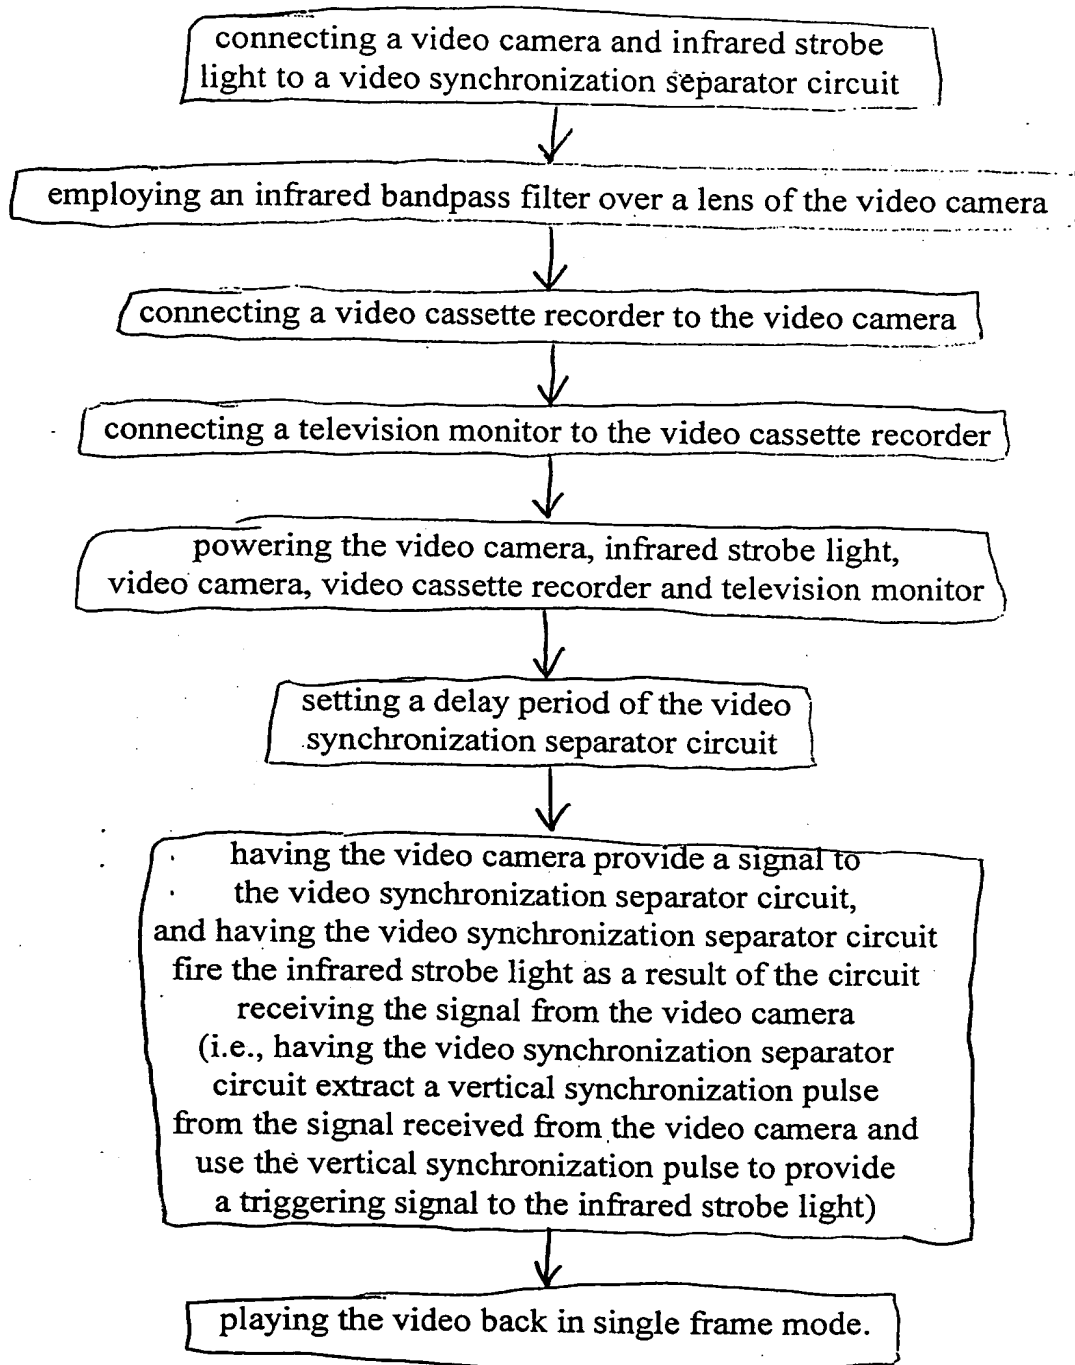 connecting a video camera and infrared strobe
light to a video synchronization separator circuit
employing an infrared bandpass filter over a lens of the video camera
connecting a video cassette recorder to the video camera
connecting a television monitor to the video cassette recorder
powering the video camera, infrared strobe light,
video camera, video cassette recorder and television monitor
setting a delay period of the video
synchronization separator circuit
having the video camera provide a signal to
the video synchronization separator circuit,
and having the video synchronization separator circuit
fire the infrared strobe light as a result of the circuit
receiving the signal from the video camera
(i.e., having the video synchronization separator
circuit extract a vertical synchronization pulse
from the signal received from the video camera and
use the vertical synchronization pulse to provide
a triggering signal to the infrared strobe light)
playing the video back in single frame mode.